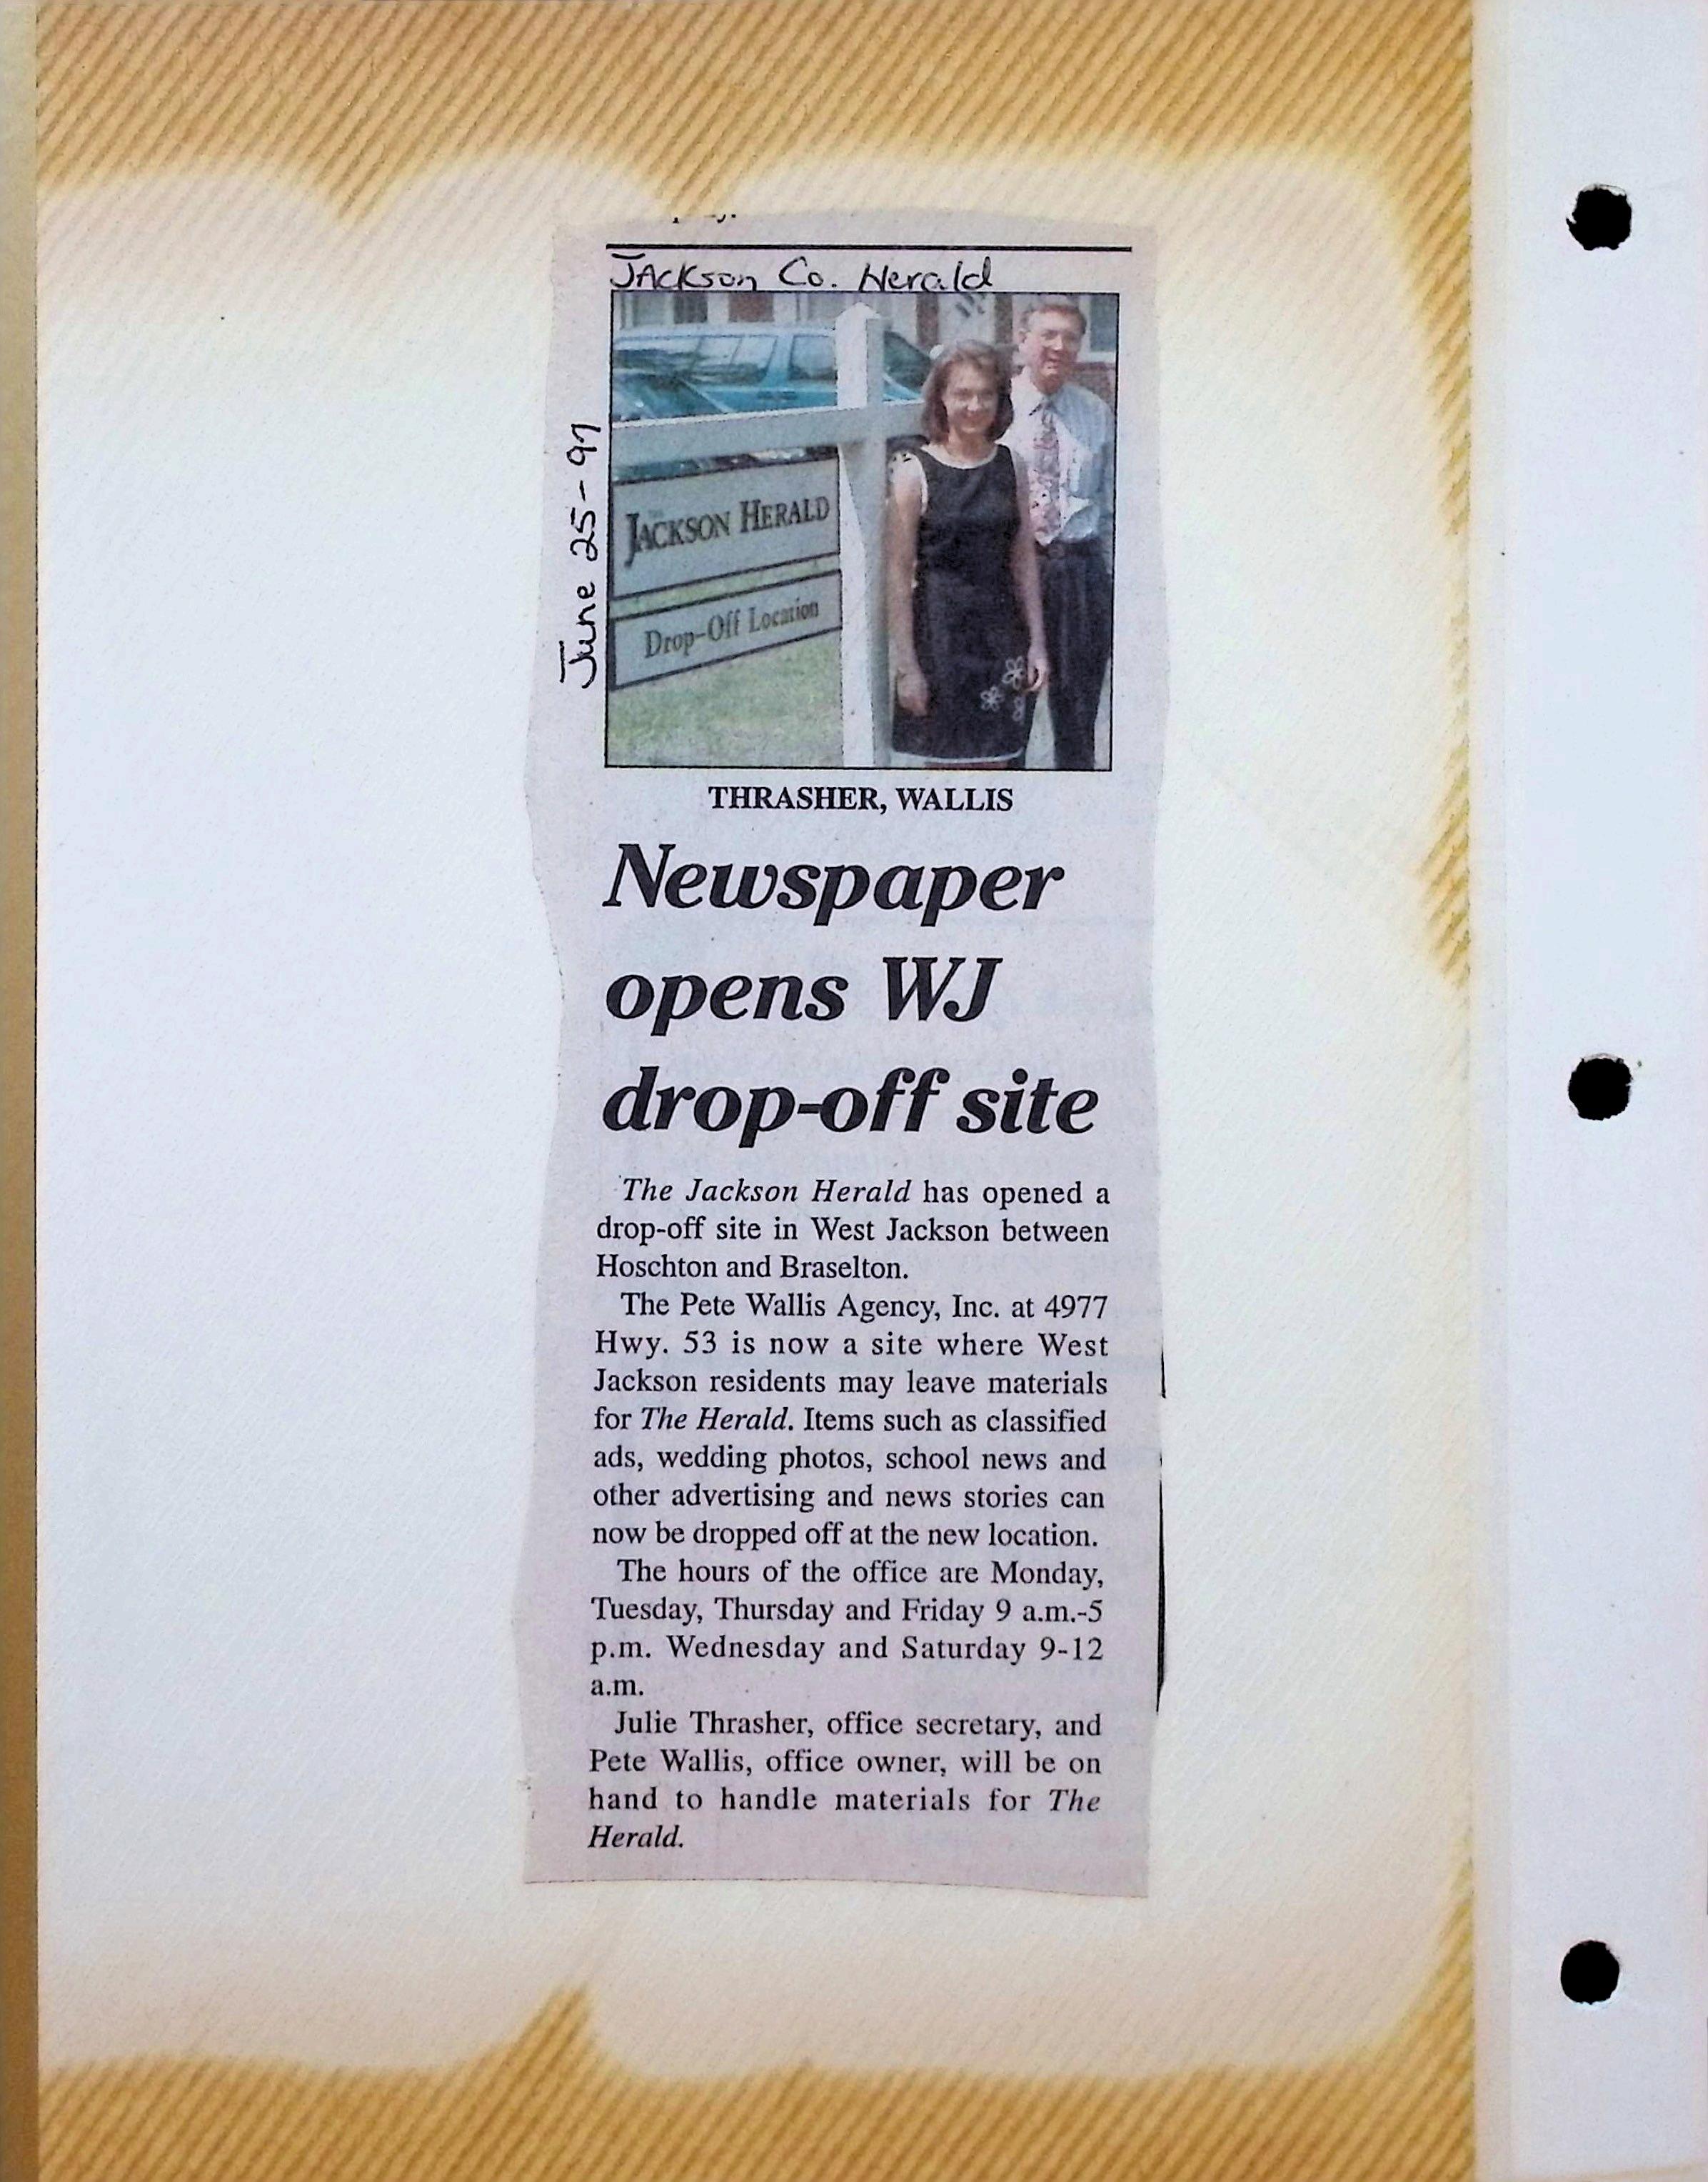 JAckson Co. Herald
June 25-97
JACKSON HERALD
Drop-Off Location
THRASHER, WALLIS
Newspaper
opens WJ
drop-off site
The Jackson Herald has opened a
drop-off site in West Jackson between
Hoschton and Braselton.
The Pete Wallis Agency, Inc. at 4977
Hwy. 53 is now a site where West
Jackson residents may leave materials
for The Herald. Items such as classified
ads, wedding photos, school news and
other advertising and news stories can
now be dropped off at the new location.
The hours of the office are Monday,
Tuesday, Thursday and Friday 9 a.m.-5
p.m. Wednesday and Saturday 9-12
a.m.
Julie Thrasher, office secretary, and
Pete Wallis, office owner, will be on
hand to handle materials for The
Herald.